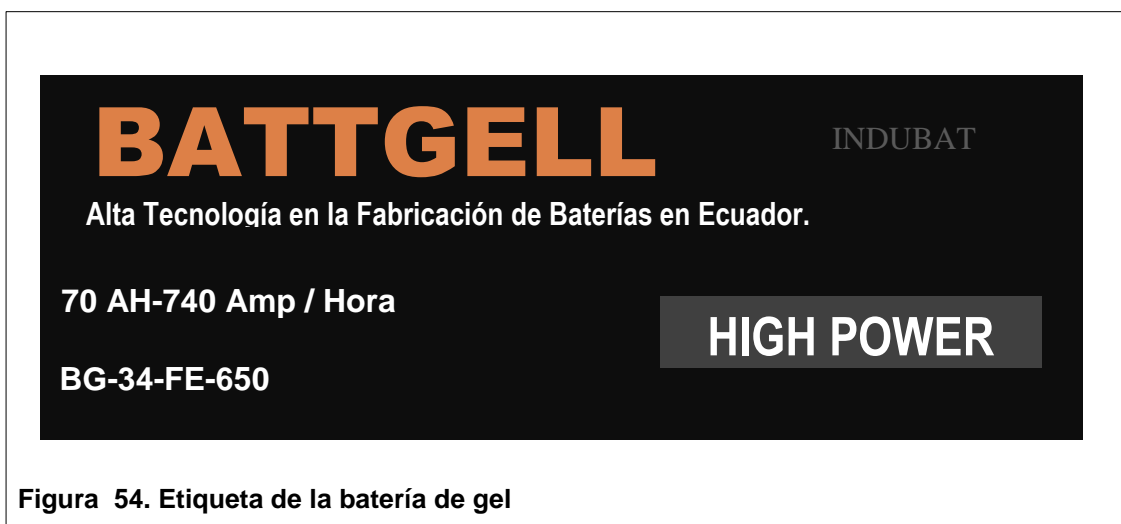 BATTGELL
INDUBAT
Alta Tecnología en la Fabricación de Baterías en Ecuador.
70 AH-740 Amp / Hora
HIGH POWER
BG-34-FE-650
Figura 54. Etiqueta de la batería de gel